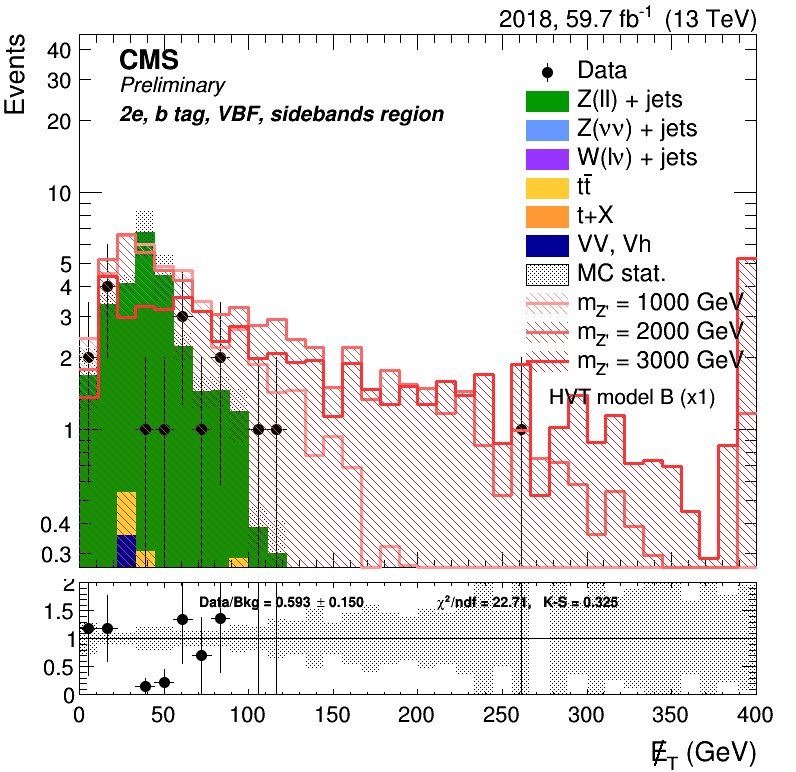 2018, 59.7 fb⁻¹ (13 TeV)
Events
CMS
Preliminary
2e, b tag, VBF, sidebands region
Data
Z(ll) + jets
Z(νν) + jets
W(lν) + jets
tt̄
t+X
VV, Vh
MC stat.
m_Z' = 1000 GeV
m_Z' = 2000 GeV
m_Z' = 3000 GeV
HVT model B (x1)
40
30
20
10
5
4
3
2
1
0.4
0.3
Data/Bkg = 0.593 ± 0.150
χ²/ndf = 22.71, K-S = 0.325
2
1.5
1
0.5
0
0 50 100 150 200 250 300 350 400
E̸_T (GeV)